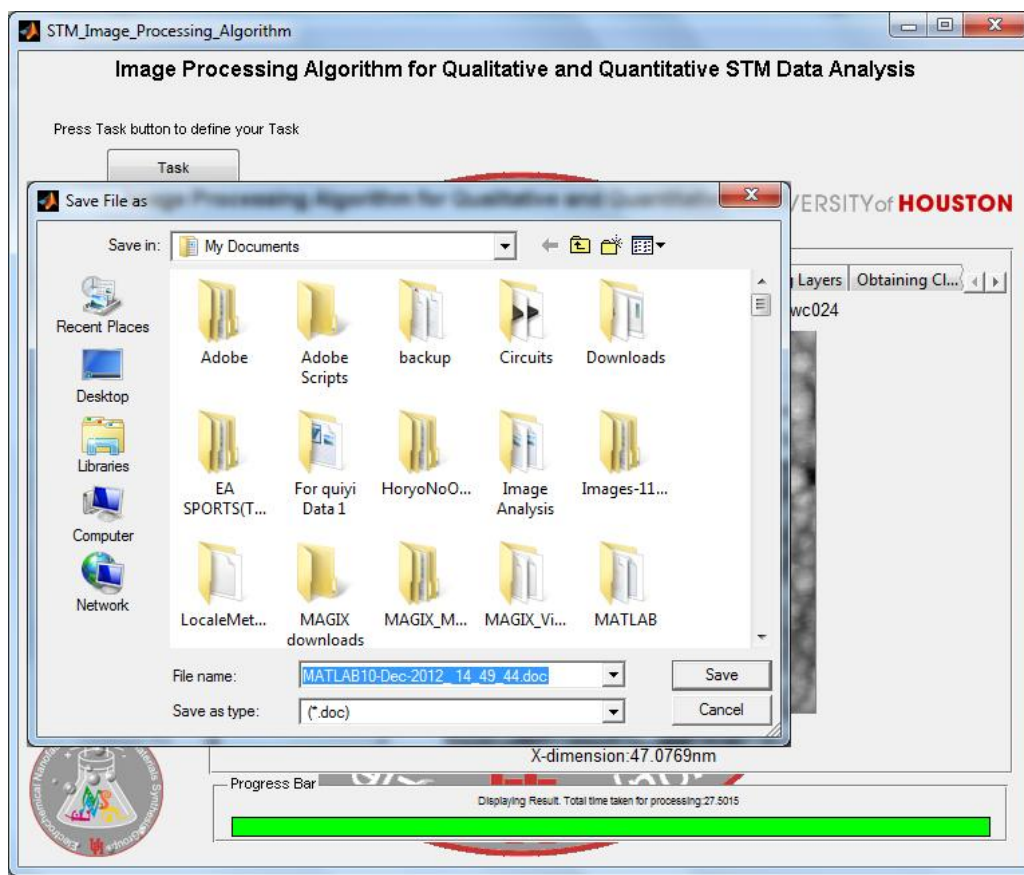 STM_Image_Processing_Algorithm
Image Processing Algorithm for Qualitative and Quantitative STM Data Analysis
Press Task button to define your Task
Task
Save File as
VERSITYof HOUSTON
Save in:
My Documents
Layers
Obtaining Cl...
wc024
Recent Places
Desktop
Libraries
Computer
Network
Adobe
Adobe
Scripts
backup
Circuits
Downloads
EA
SPORTS(T...
For quiyi
Data 1
HoryoNoO...
Image
Analysis
Images-11...
LocaleMet...
MAGIX
downloads
MAGIX_M...
MAGIX_Vi...
MATLAB
File name:
MATLAB10-Dec-2012_ 14_49_44.doc
Save
Save as type:
(*.doc)
Cancel
X-dimension:47.0769nm
Progress Bar
Displaying Result. Total time taken for processing:27.5015